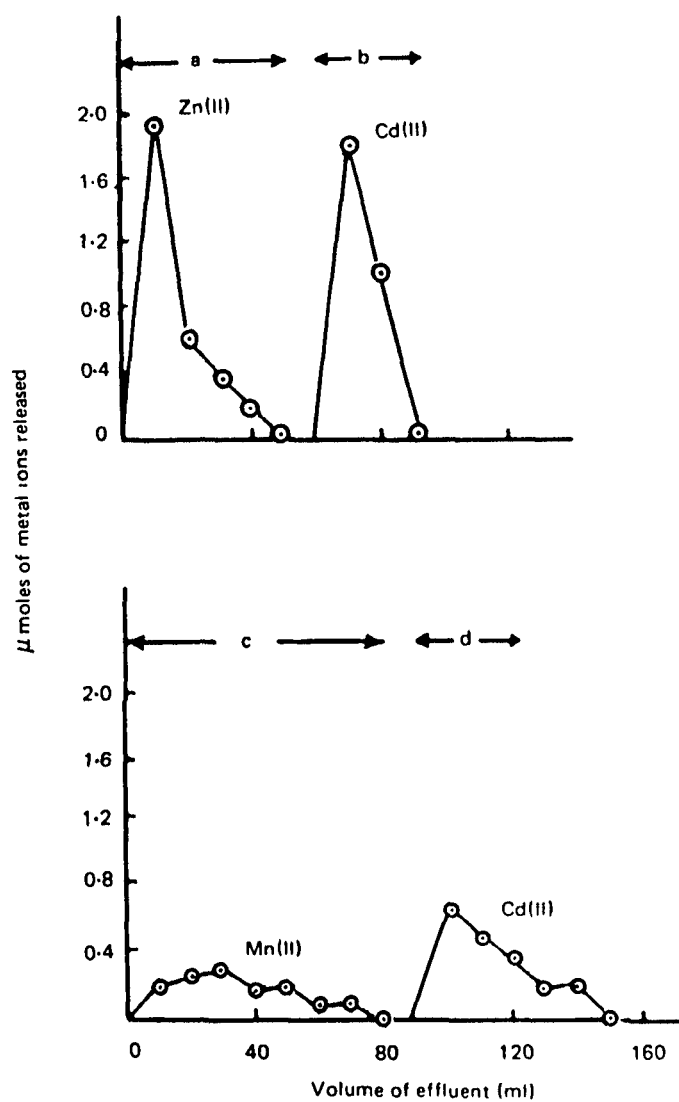 a
b
Zn(II)
Cd(II)
2·0
1·6
1·2
0·8
0·4
0
μ moles of metal ions released
c
d
2·0
1·6
1·2
0·8
0·4
Mn(II)
Cd(II)
0 40 80 120 160
Volume of effluent (ml)